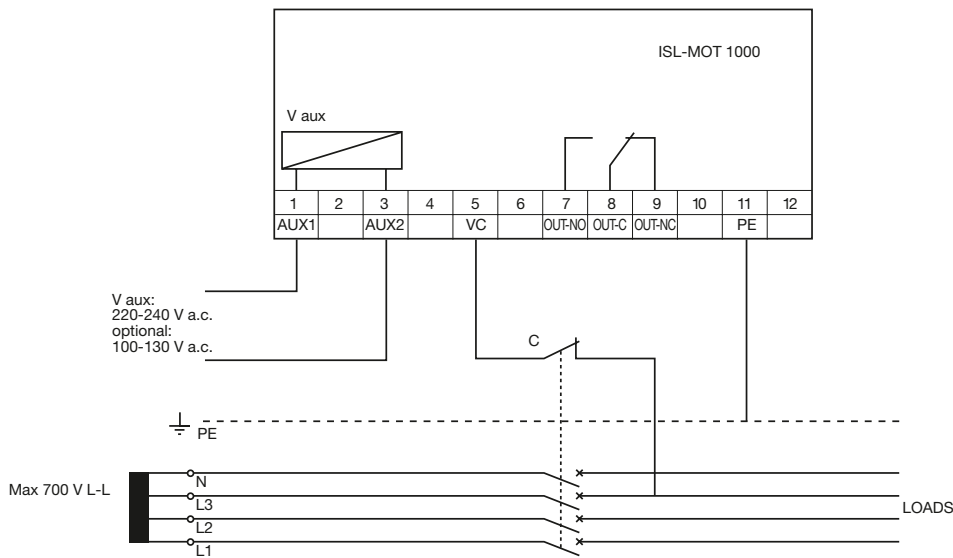 ISL-MOT 1000
V aux
1 2 3 4 5 6 7 8 9 10 11 12
AUX1 AUX2 VC OUT-NO OUT-C OUT-NC PE
V aux:
220-240 V a.c.
optional:
100-130 V a.c.
C
PE
Max 700 V L-L
N
L3
L2
L1
LOADS